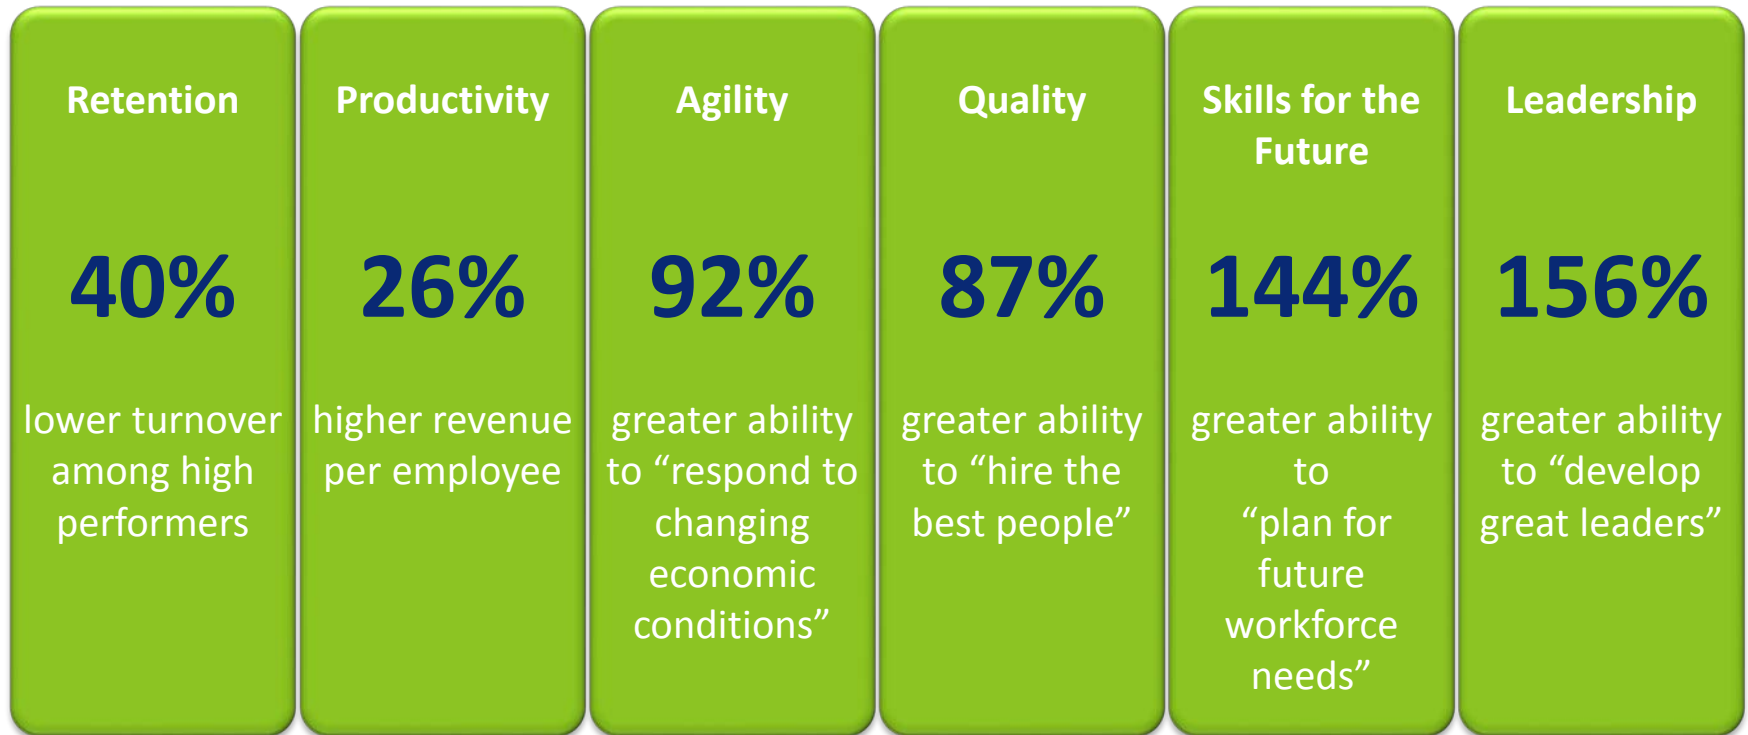 Retention
40%
lower turnover
among high
performers
Productivity
26%
higher revenue
per employee
Agility
92%
greater ability
to “respond to
changing
economic
conditions”
Quality
87%
greater ability
to “hire the
best people”
Skills for the
Future
144%
greater ability
to
“plan for
future
workforce
needs”
Leadership
156%
greater ability
to “develop
great leaders”